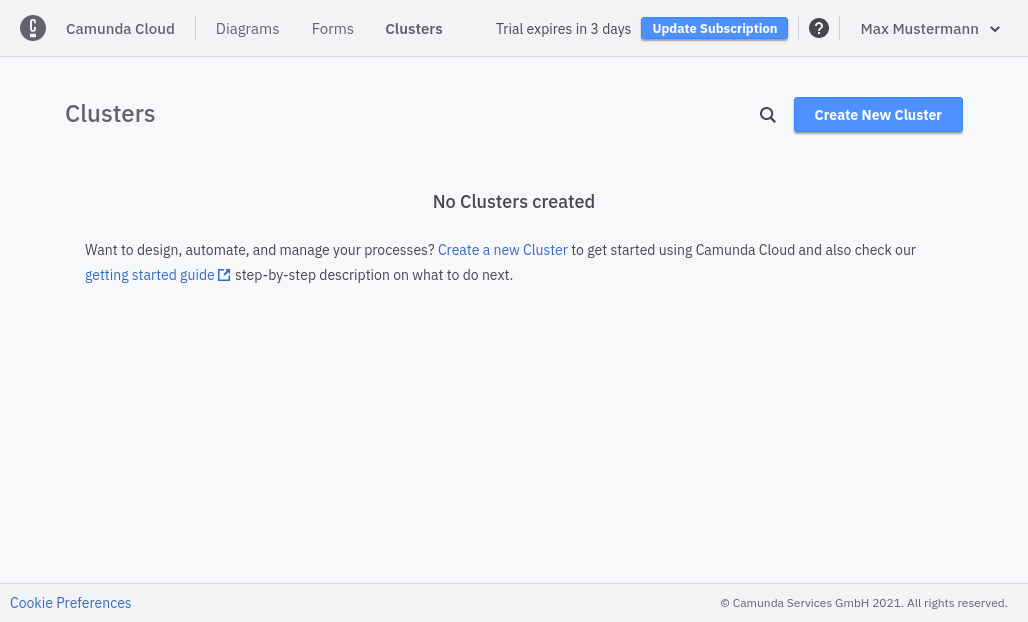 Camunda Cloud Diagrams Forms Clusters Trial expires in 3 days Update Subscription ? Max Mustermann
Clusters Create New Cluster
No Clusters created
Want to design, automate, and manage your processes? Create a new Cluster to get started using Camunda Cloud and also check our
getting started guide step-by-step description on what to do next.
Cookie Preferences © Camunda Services GmbH 2021. All rights reserved.